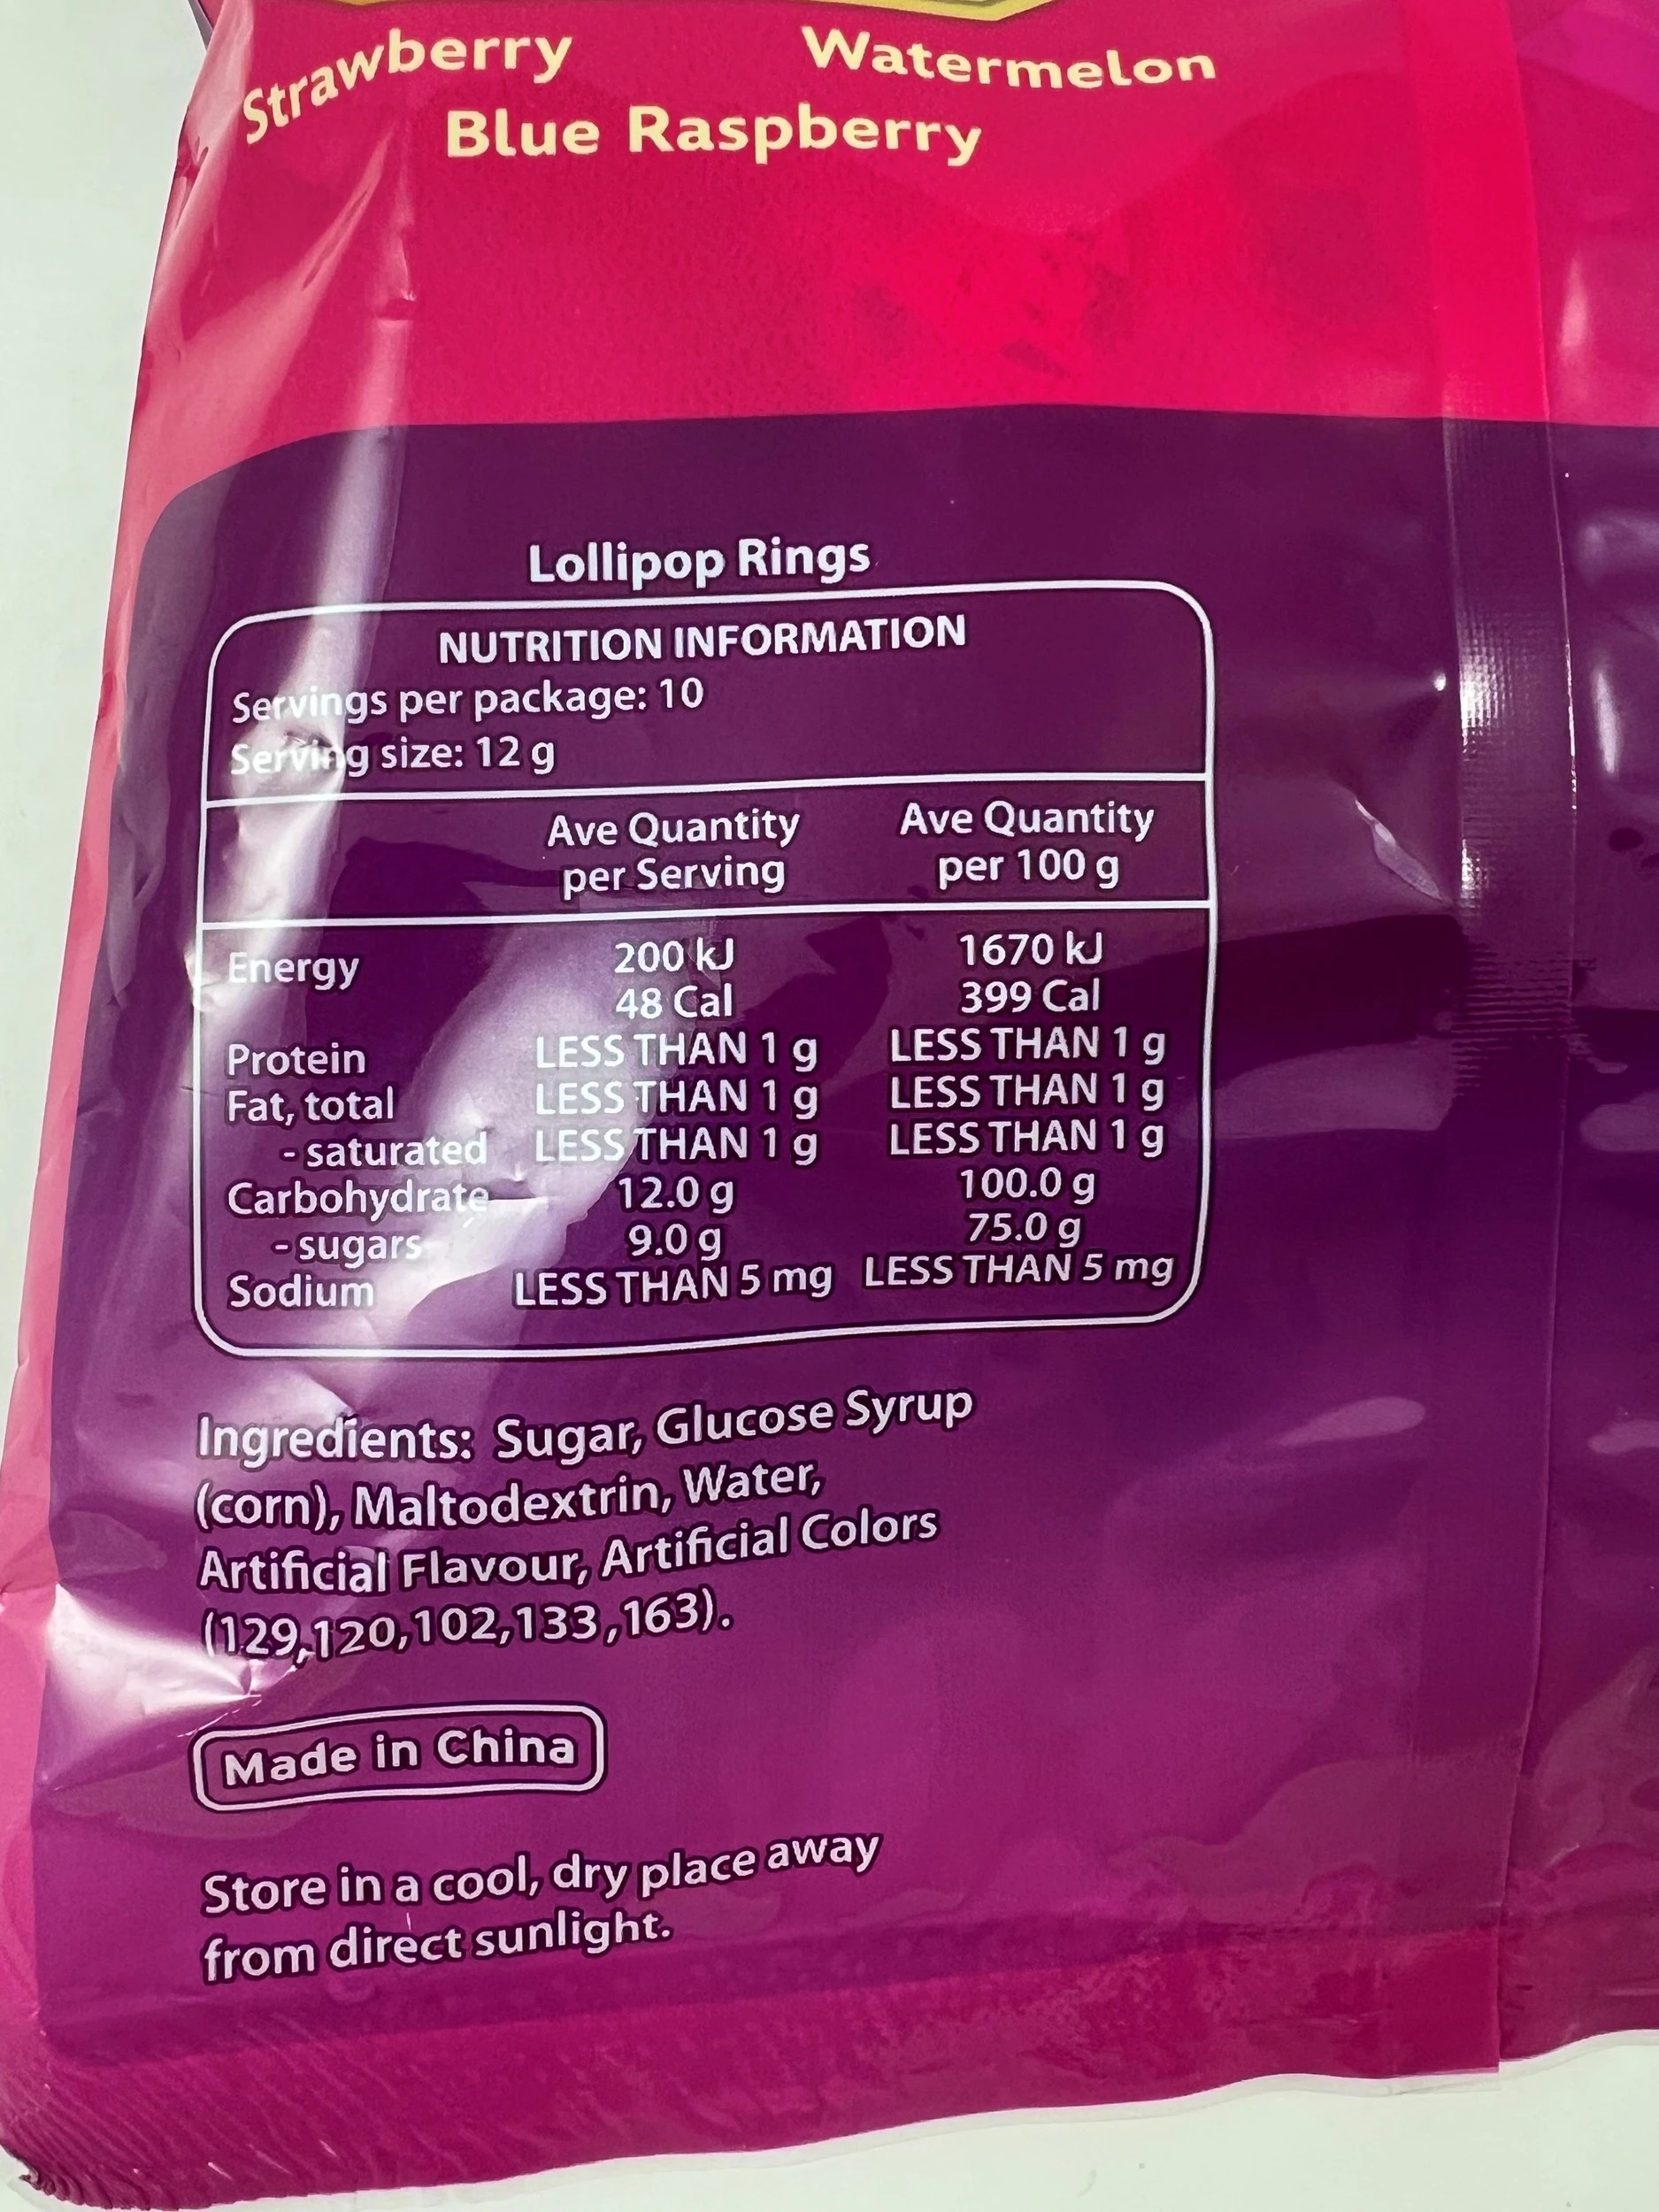 Strawberry Watermelon
Blue Raspberry
Lollipop Rings
NUTRITION INFORMATION
Servings per package: 10
Serving size: 12 g
Ave Quantity Ave Quantity
per Serving per 100 g
Energy 200 kJ 1670 kJ
48 Cal 399 Cal
Protein LESS THAN 1 g LESS THAN 1 g
Fat, total LESS THAN 1 g LESS THAN 1 g
- saturated LESS THAN 1 g LESS THAN 1 g
Carbohydrate 12.0 g 100.0 g
- sugars 9.0 g 75.0 g
Sodium LESS THAN 5 mg LESS THAN 5 mg
Ingredients: Sugar, Glucose Syrup
(corn), Maltodextrin, Water,
Artificial Flavour, Artificial Colors
(129,120,102,133,163).
Made in China
Store in a cool, dry place away
from direct sunlight.